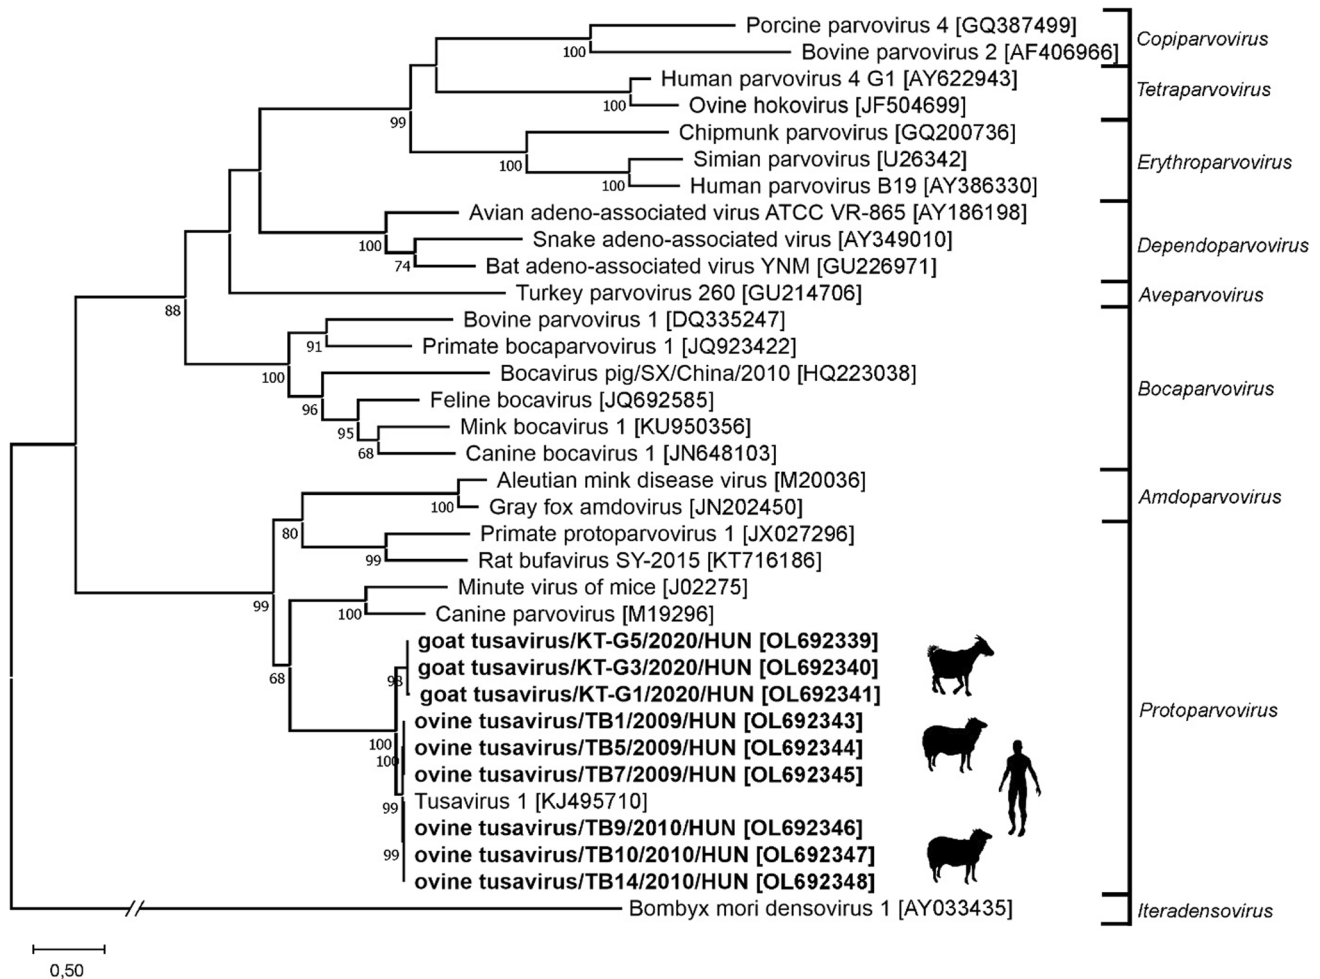 Porcine parvovirus 4 [GQ387499]
Bovine parvovirus 2 [AF406966]
100
Copiparvovirus
Human parvovirus 4 G1 [AY622943]
Ovine hokovirus [JF504699]
100
Tetraparvovirus
99
Chipmunk parvovirus [GQ200736]
Simian parvovirus [U26342]
Human parvovirus B19 [AY386330]
100
100
Erythroparvovirus
Avian adeno-associated virus ATCC VR-865 [AY186198]
Snake adeno-associated virus [AY349010]
Bat adeno-associated virus YNM [GU226971]
100
74
Dependoparvovirus
Turkey parvovirus 260 [GU214706]
Aveparvovirus
88
Bovine parvovirus 1 [DQ335247]
Primate bocaparvovirus 1 [JQ923422]
91
100
Bocavirus pig/SX/China/2010 [HQ223038]
Feline bocavirus [JQ692585]
Mink bocavirus 1 [KU950356]
Canine bocavirus 1 [JN648103]
96
95
68
Bocaparvovirus
Aleutian mink disease virus [M20036]
Gray fox amdovirus [JN202450]
100
Amdoparvovirus
80
Primate protoparvovirus 1 [JX027296]
Rat bufavirus SY-2015 [KT716186]
99
99
Minute virus of mice [J02275]
Canine parvovirus [M19296]
100
68
goat tusavirus/KT-G5/2020/HUN [OL692339]
goat tusavirus/KT-G3/2020/HUN [OL692340]
goat tusavirus/KT-G1/2020/HUN [OL692341]
98
ovine tusavirus/TB1/2009/HUN [OL692343]
ovine tusavirus/TB5/2009/HUN [OL692344]
ovine tusavirus/TB7/2009/HUN [OL692345]
100
100
Tusavirus 1 [KJ495710]
99
ovine tusavirus/TB9/2010/HUN [OL692346]
ovine tusavirus/TB10/2010/HUN [OL692347]
ovine tusavirus/TB14/2010/HUN [OL692348]
99
Protoparvovirus
Bombyx mori densovirus 1 [AY033435]
Iteradensovirus
0,50